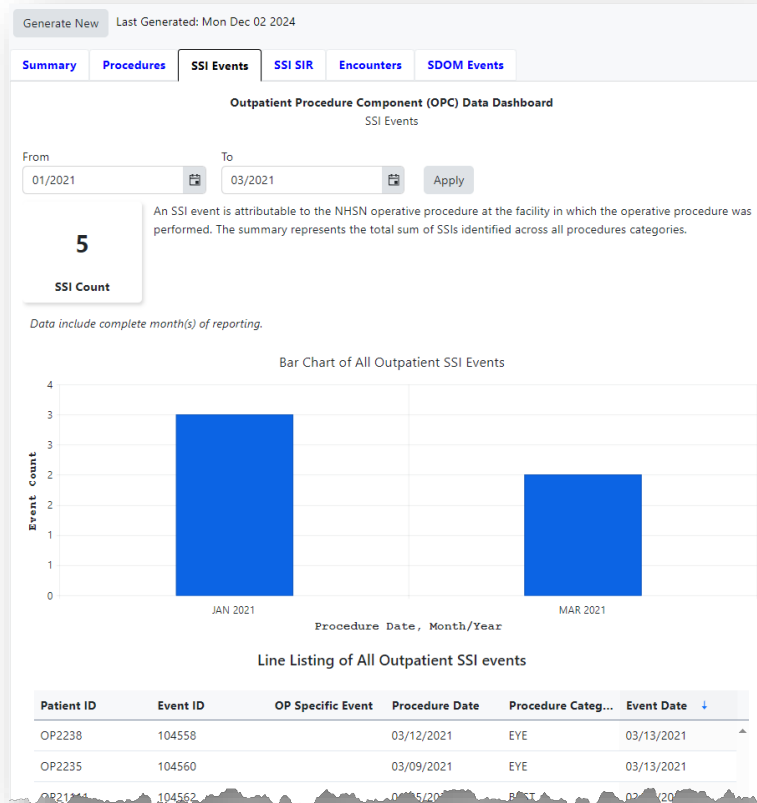 Generate New Last Generated: Mon Dec 02 2024
Summary Procedures SSI Events SSI SIR Encounters SDOM Events
Outpatient Procedure Component (OPC) Data Dashboard
SSI Events
From To
01/2021 03/2021 Apply
An SSI event is attributable to the NHSN operative procedure at the facility in which the operative procedure was
performed. The summary represents the total sum of SSIs identified across all procedures categories.
5
SSI Count
Data include complete month(s) of reporting.
Bar Chart of All Outpatient SSI Events
4
3
3
2
2
1
1
0
Event Count
JAN 2021 MAR 2021
Procedure Date, Month/Year
Line Listing of All Outpatient SSI events
Patient ID Event ID OP Specific Event Procedure Date Procedure Categ... Event Date
OP2238 104558 03/12/2021 EYE 03/13/2021
OP2235 104560 03/09/2021 EYE 03/13/2021
104562